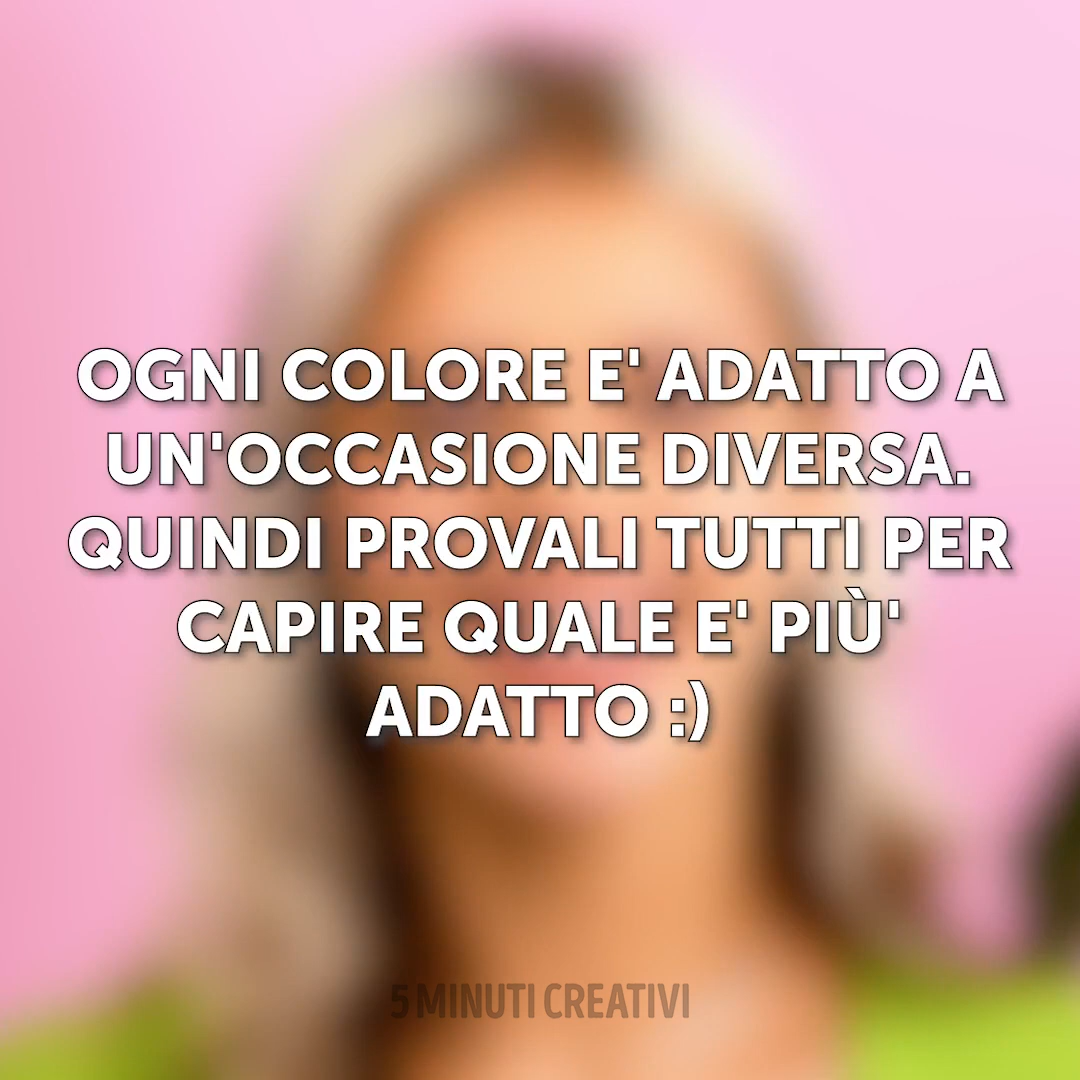 OGNI COLORE E' ADATTO A
UN'OCCASIONE DIVERSA.
QUINDI PROVALI TUTTI PER
CAPIRE QUALE E' PIÙ'
ADATTO :)
5 MINUTI CREATIVI